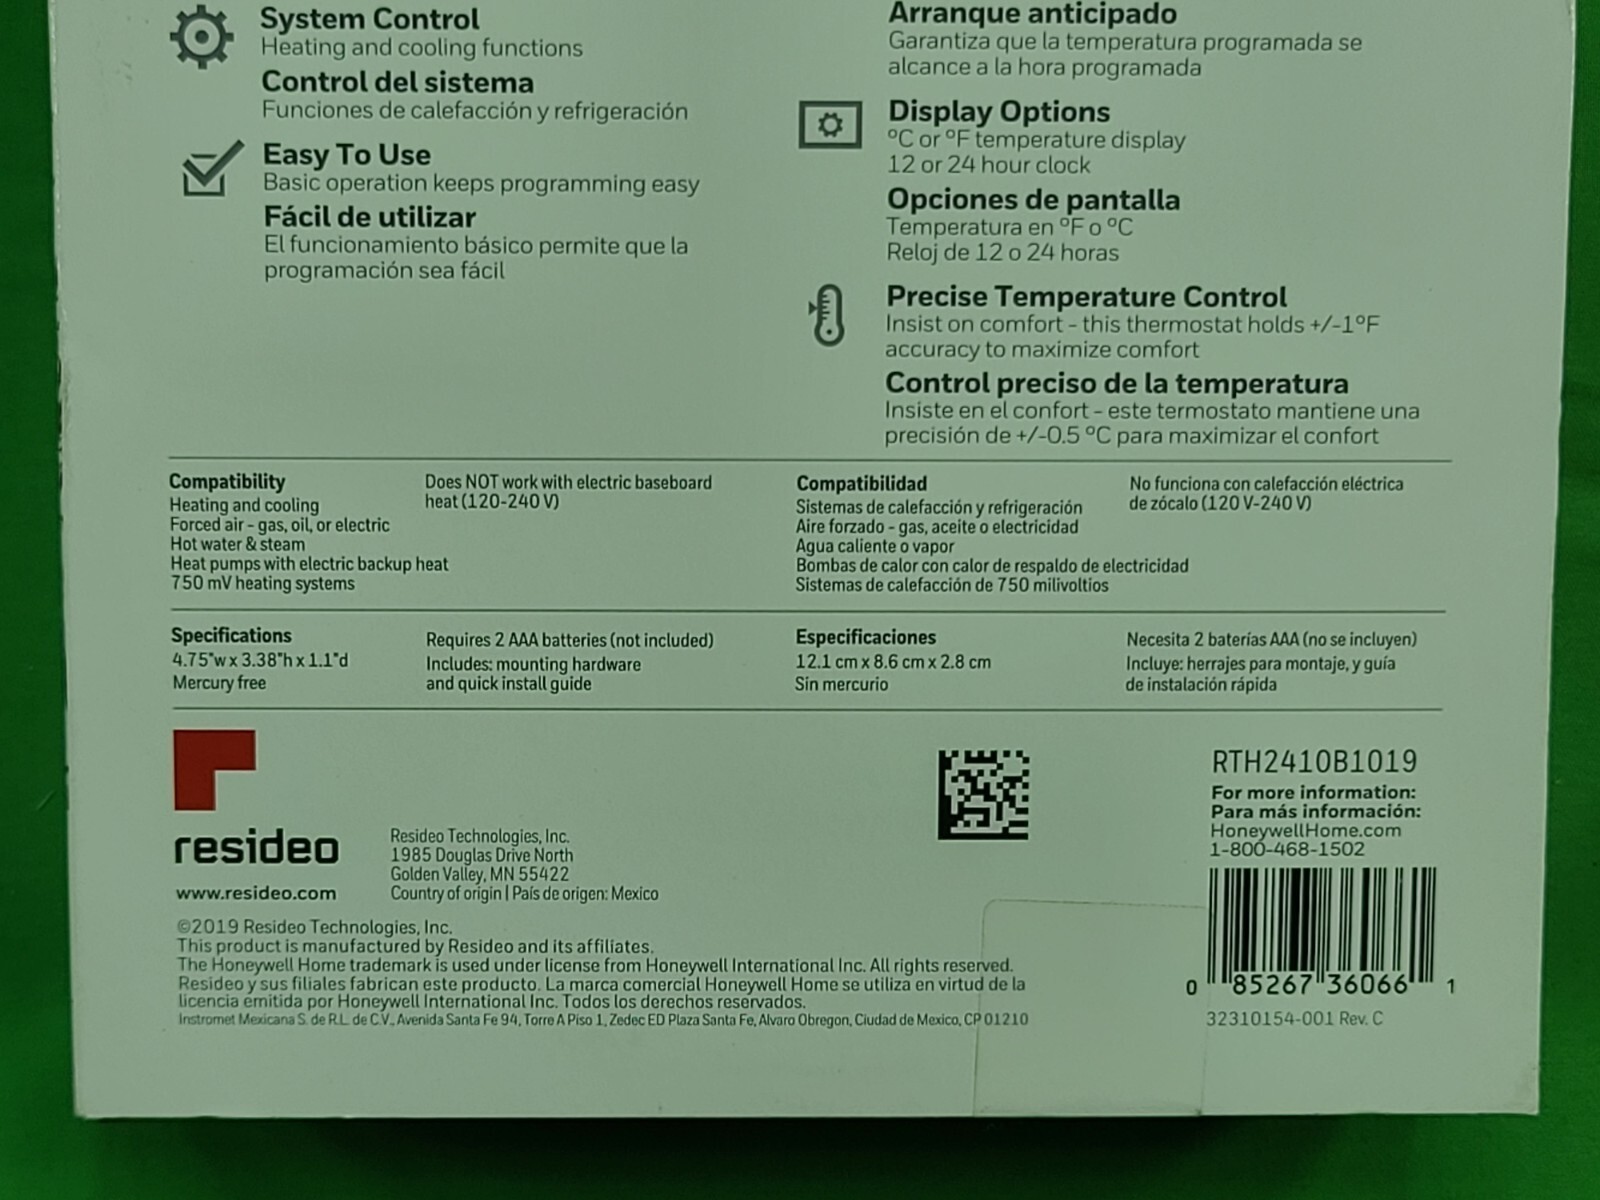 System Control
Heating and cooling functions
Control del sistema
Funciones de calefacción y refrigeración
Easy To Use
Basic operation keeps programming easy
Fácil de utilizar
El funcionamiento básico permite que la
programación sea fácil
Arranque anticipado
Garantiza que la temperatura programada se
alcance a la hora programada
Display Options
°C or °F temperature display
12 or 24 hour clock
Opciones de pantalla
Temperatura en °F o °C
Reloj de 12 o 24 horas
Precise Temperature Control
Insist on comfort - this thermostat holds +/-1°F
accuracy to maximize comfort
Control preciso de la temperatura
Insiste en el confort - este termostato mantiene una
precisión de +/-0.5 °C para maximizar el confort
Compatibility
Heating and cooling
Forced air - gas, oil, or electric
Hot water & steam
Heat pumps with electric backup heat
750 mV heating systems
Does NOT work with electric baseboard
heat (120-240 V)
Compatibilidad
Sistemas de calefacción y refrigeración
Aire forzado - gas, aceite o electricidad
Agua caliente o vapor
Bombas de calor con calor de respaldo de electricidad
Sistemas de calefacción de 750 milivoltios
No funciona con calefacción eléctrica
de zócalo (120 V-240 V)
Specifications
4.75"w x 3.38"h x 1.1"d
Mercury free
Requires 2 AAA batteries (not included)
Includes: mounting hardware
and quick install guide
Especificaciones
12.1 cm x 8.6 cm x 2.8 cm
Sin mercurio
Necesita 2 baterías AAA (no se incluyen)
Incluye: herrajes para montaje, y guía
de instalación rápida
resideo
www.resideo.com
Resideo Technologies, Inc.
1985 Douglas Drive North
Golden Valley, MN 55422
Country of origin | País de origen: Mexico
©2019 Resideo Technologies, Inc.
This product is manufactured by Resideo and its affiliates.
The Honeywell Home trademark is used under license from Honeywell International Inc. All rights reserved.
Resideo y sus filiales fabrican este producto. La marca comercial Honeywell Home se utiliza en virtud de la
licencia emitida por Honeywell International Inc. Todos los derechos reservados.
Instromet Mexicana S. de R.L. de C.V., Avenida Santa Fe 94, Torre A Piso 1, Zedec ED Plaza Santa Fe, Alvaro Obregon, Ciudad de Mexico, CP 01210
RTH2410B1019
For more information:
Para más información:
HoneywellHome.com
1-800-468-1502
0 85267 36066 1
32310154-001 Rev. C